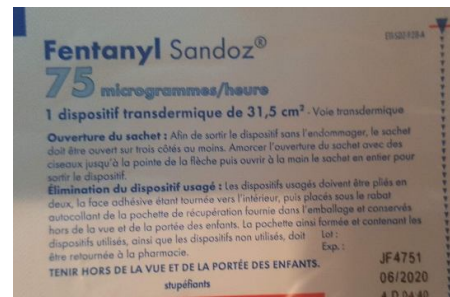 Fentanyl Sandoz®
75 microgrammes/heure
1 dispositif transdermique de 31,5 cm² - Voie transdermique
Ouverture du sachet : Afin de sortir le dispositif sans l'endommager, le sachet
doit être ouvert sur trois côtés au moins. Amorcer l'ouverture du sachet avec des
ciseaux jusqu'à la pointe de la flèche puis ouvrir à la main le sachet en entier pour
sortir le dispositif.
Élimination du dispositif usagé : Les dispositifs usagés doivent être pliés en
deux, la face adhésive étant tournée vers l'intérieur, puis placés sous le rabat
autocollant de la pochette de récupération fournie dans l'emballage et conservés
hors de la vue et de la portée des enfants. La pochette ainsi formée et contenant les
dispositifs utilisés, ainsi que les dispositifs non utilisés, doit
être retournée à la pharmacie.
Lot :
Exp. :
JF4751
06/2020
TENIR HORS DE LA VUE ET DE LA PORTÉE DES ENFANTS.
stupéfiants